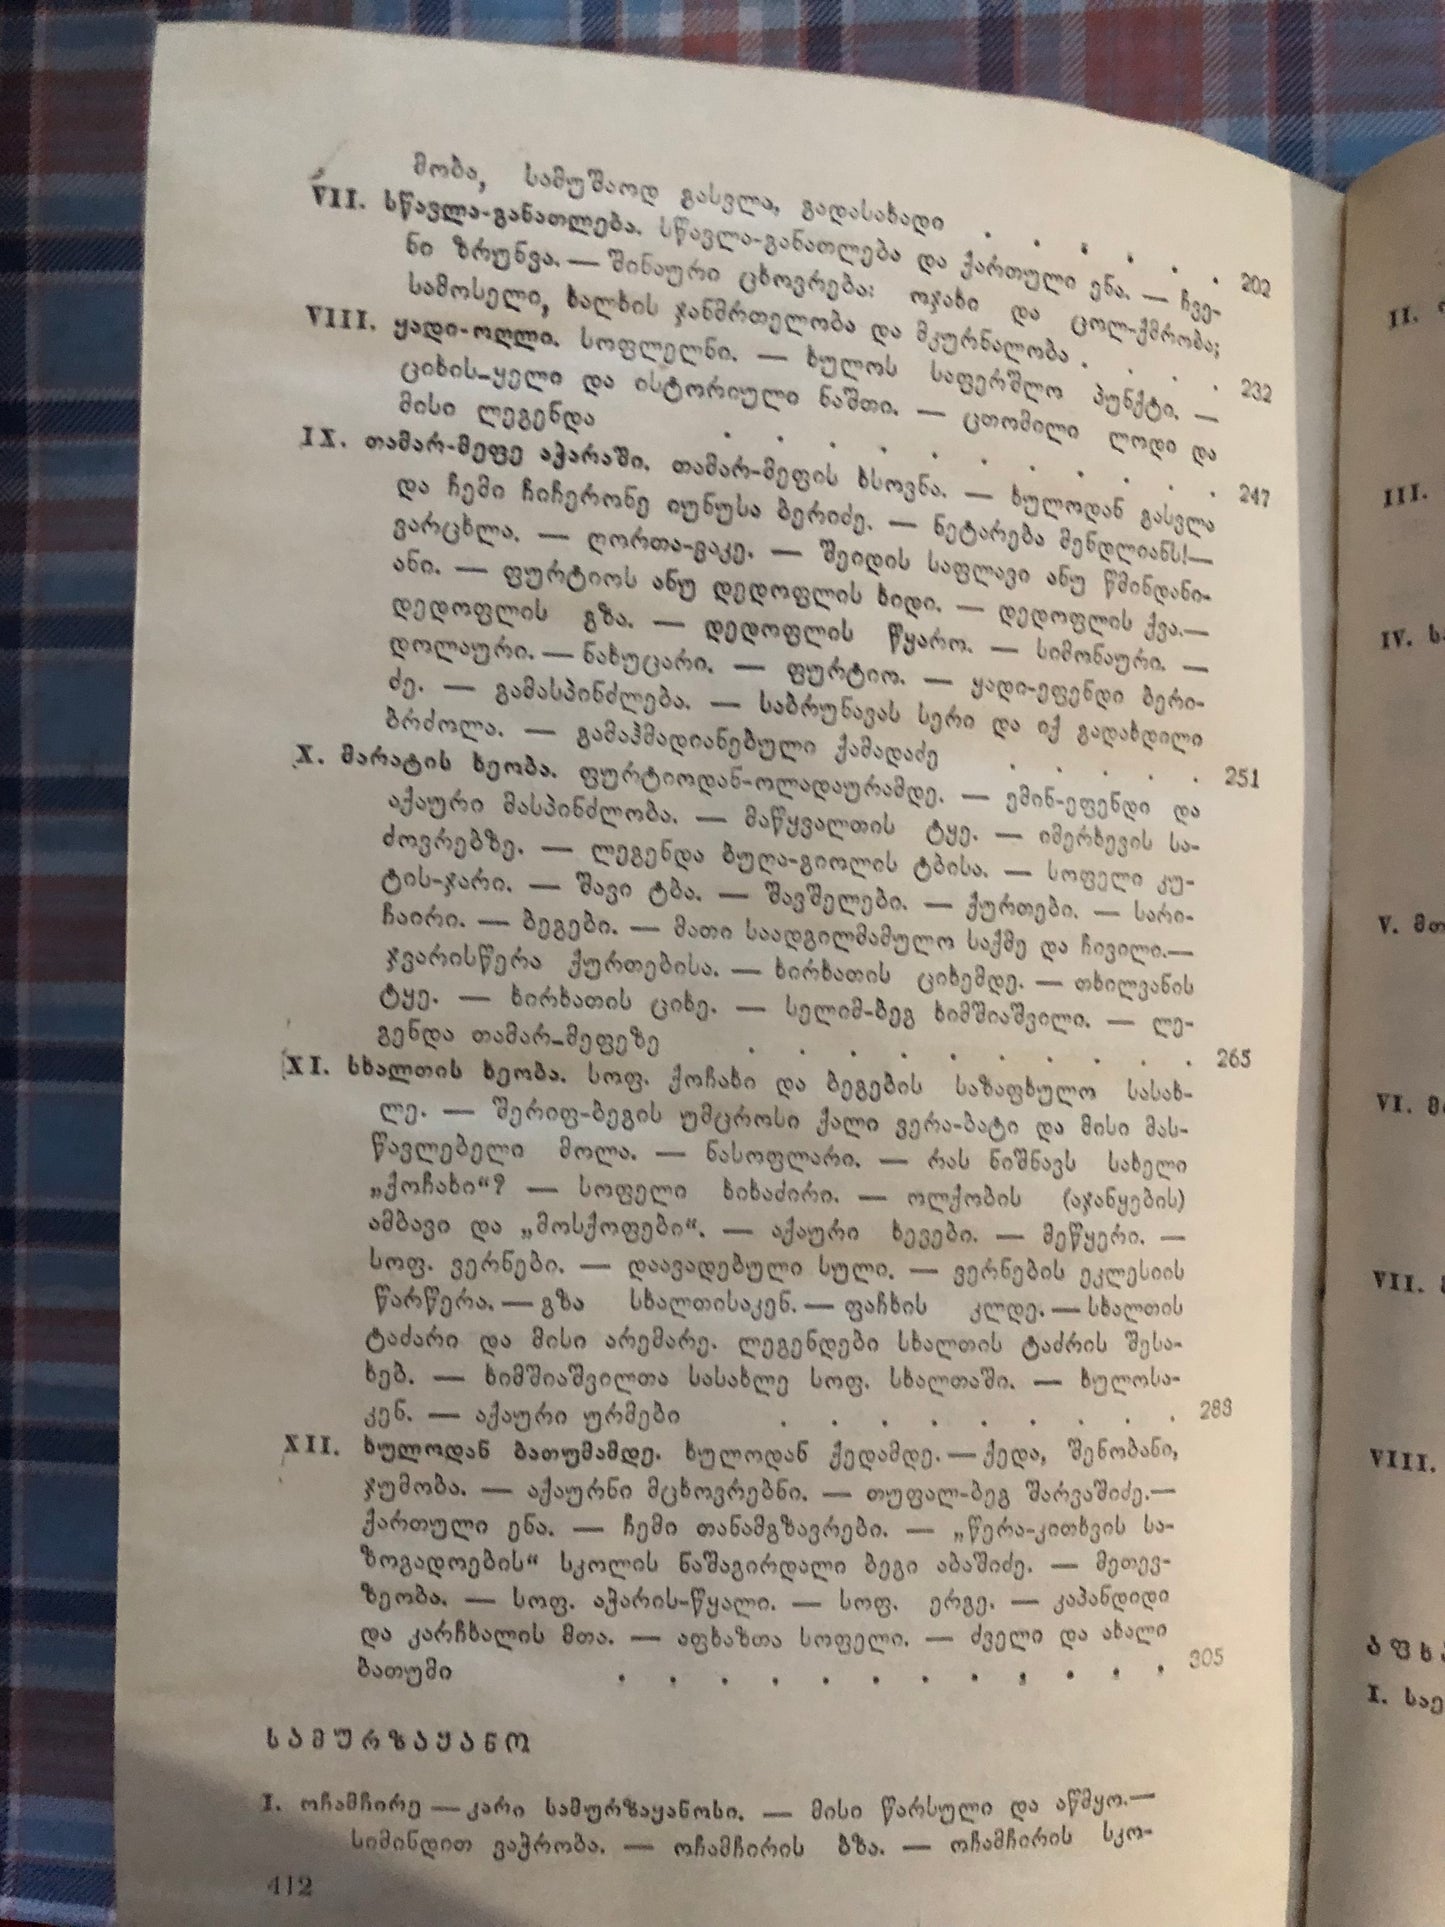 მობა, სამუშაოდ გასვლა, გადასახადი . . . . . . 202
VII. სწავლა-განათლება. სწავლა-განათლება და ქართული ენა. — ჩვე-
ნი ზრუნვა. — შინაური ცხოვრება: ოჯახი და ცოლ-ქმრობა;
სამოსელი, ხალხის ჯანმრთელობა და მკურნალობა . . . . 232
VIII. ყადი-ოღლი. სოფლელნი. — ხულოს საფერშლო პუნქტი. —
ციხის-ყელი და ისტორიული ნაშთი. — ცთომილი ლოდი და
მისი ლეგენდა . . . . . . . . . . 247
IX. თამარ-მეფე აჭარაში. თამარ-მეფის ხსოვნა. — ხულოდან გასვლა
და ჩემი ჩიჩერონე იუნუსა ბერიძე. — ნეტარება მენდლიანს!—
ვარცხლა. — ღორთა-ვაკე. — შეიდის საფლავი ანუ წმინდანი-
ანი. — ფურტიოს ანუ დედოფლის ხიდი. — დედოფლის ქვა.—
დედოფლის გზა. — დედოფლის წყარო. — სიმონაური. —
დოლაური. — ნახუცარი. — ფურტიო. — ყადი-ეფენდი ბერი-
ძე. — გამასპინძლება. — საბრუნავას სერი და იქ გადახდილი
ბრძოლა. — გამაჰმადიანებული ქამადაძე . . . . . 251
X. მარატის ხეობა. ფურტიოდან-ოლადაურამდე. — ემინ-ეფენდი და
აქაური მასპინძლობა. — მაწყვალთის ტყე. — იმერხევის სა-
ძოვრებზე. — ლეგენდა ბუღა-გიოლის ტბისა. — სოფელი კუ-
ტის-ჯარი. — შავი ტბა. — შავშელები. — ქურთები. — სარი-
ჩაირი. — ბეგები. — მათი საადგილმამულო საქმე და ჩივილი.—
ჯვარისწერა ქურთებისა. — ხირხათის ციხემდე. — თხილვანის
ტყე. — ხირხათის ციხე. — სელიმ-ბეგ ხიმშიაშვილი. — ლე-
გენდა თამარ-მეფეზე . . . . . . . . . . 265
XI. სხალთის ხეობა. სოფ. ქოჩახი და ბეგების საზაფხულო სასახ-
ლე. — შერიფ-ბეგის უმცროსი ქალი ვერა-ბატი და მისი მას-
წავლებელი მოლა. — ნასოფლარი. — რას ნიშნავს სახელი
„ქოჩახი“? — სოფელი ხიხაძირი. — ოლქობის (აჯანყების)
ამბავი და „მოსქოფები“. — აქაური ხევები. — მეწყერი. —
სოფ. ვერნები. — დაავადებული სული. — ვერნების ეკლესიის
წარწერა. — გზა სხალთისაკენ. — ფაჩხის კლდე. — სხალთის
ტაძარი და მისი არემარე. ლეგენდები სხალთის ტაძრის შესა-
ხებ. — ხიმშიაშვილთა სასახლე სოფ. სხალთაში. — ხულოსა-
კენ. — აქაური ურმები . . . . . . . . . 283
XII. ხულოდან ბათუმამდე. ხულოდან ქედამდე. — ქედა, შენობანი,
ჯუმობა. — აქაურნი მცხოვრებნი. — თუფალ-ბეგ შარვაშიძე.—
ქართული ენა. — ჩემი თანამგზავრები. — „წერა-კითხვის სა-
ზოგადოების“ სკოლის ნაშაგირდალი ბეგი აბაშიძე. — მეთევ-
ზეობა. — სოფ. აჭარის-წყალი. — სოფ. ერგე. — კაპანდიდი
და კარჩხალის მთა. — აფხაზთა სოფელი. — ძველი და ახალი
ბათუმი . . . . . . . . . . . . 305
სამურზაყანო
I. ოჩამჩირე — კარი სამურზაყანოსი. — მისი წარსული და აწმყო.—
სიმინდით ვაჭრობა. — ოჩამჩირის გზა. — ოჩამჩირის სკო-
412
II.
III.
IV.
V.
VI.
VII.
VIII.
I.